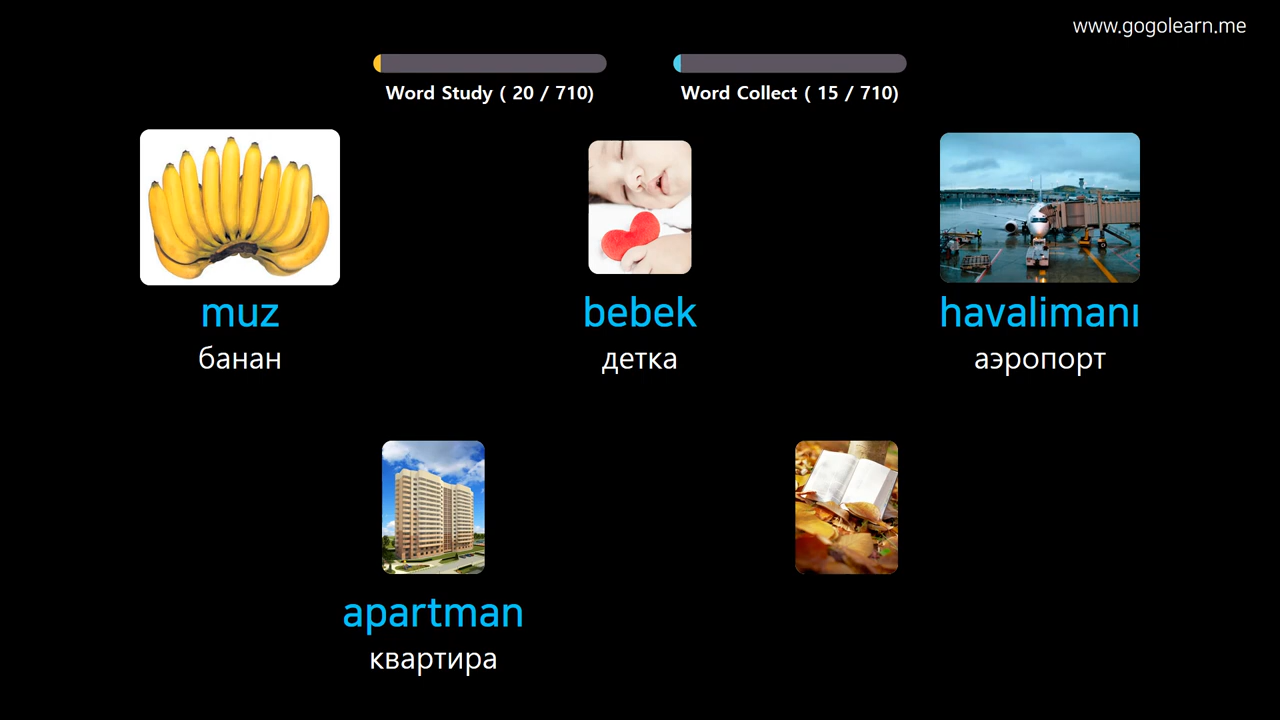 www.gogolearn.me
Word Study ( 20 / 710)
Word Collect ( 15 / 710)
muz
банан
bebek
детка
havalimanı
аэропорт
apartman
квартира